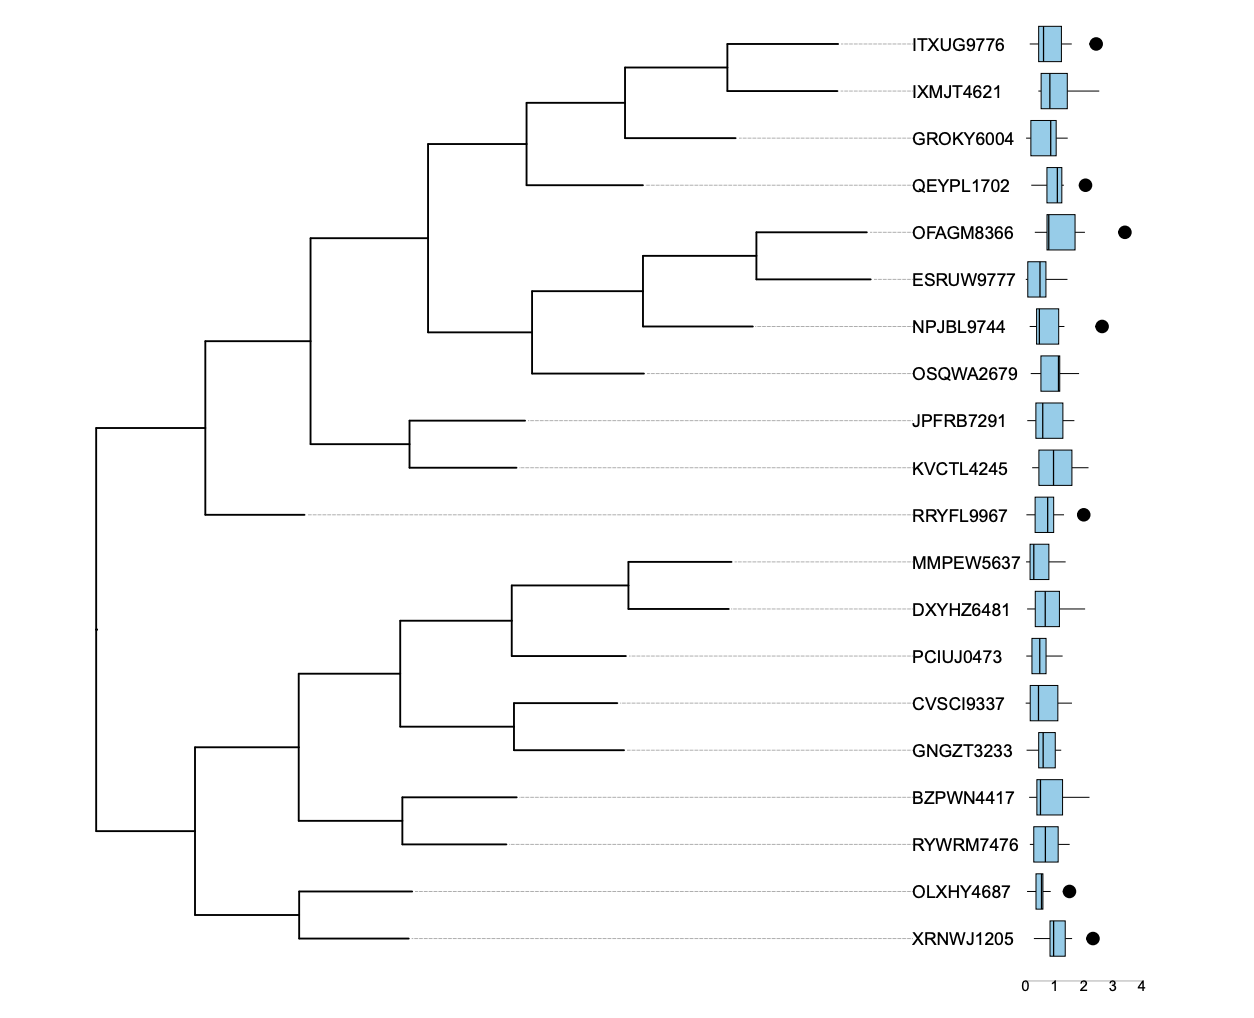 ITXUG9776
IXMJT4621
GROKY6004
QEYPL1702
OFAGM8366
ESRUW9777
NPJBL9744
OSQWA2679
JPFRB7291
KVCTL4245
RRYFL9967
MMPEW5637
DXYHZ6481
PCIUJ0473
CVSCI9337
GNGZT3233
BZPWN4417
RYWRM7476
OLXHY4687
XRNWJ1205
0 1 2 3 4